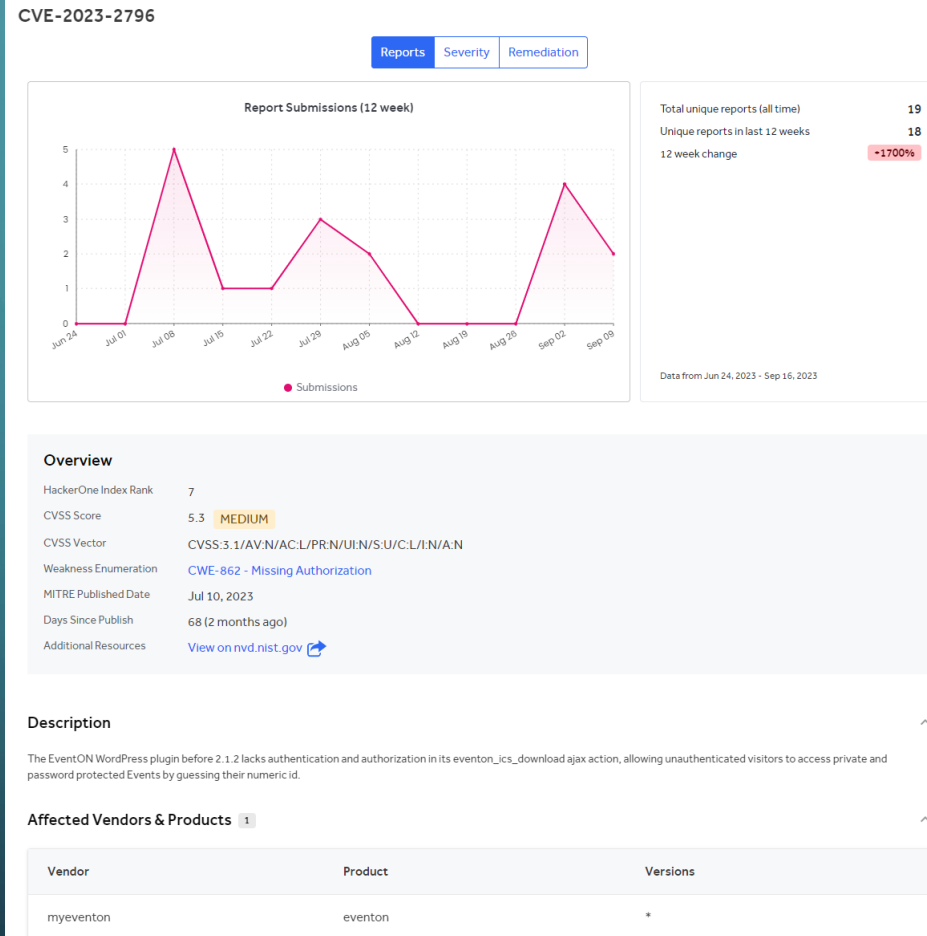 CVE-2023-2796
Reports Severity Remediation
Report Submissions (12 week)
5
4
3
2
1
0
Jun 24 Jul 01 Jul 08 Jul 15 Jul 22 Jul 29 Aug 05 Aug 12 Aug 19 Aug 26 Sep 02 Sep 09
Submissions
Total unique reports (all time) 19
Unique reports in last 12 weeks 18
12 week change +1700%
Data from Jun 24, 2023 - Sep 16, 2023
Overview
HackerOne Index Rank 7
CVSS Score 5.3 MEDIUM
CVSS Vector CVSS:3.1/AV:N/AC:L/PR:N/UI:N/S:U/C:L/I:N/A:N
Weakness Enumeration CWE-862 - Missing Authorization
MITRE Published Date Jul 10, 2023
Days Since Publish 68 (2 months ago)
Additional Resources View on nvd.nist.gov
Description
The EventON WordPress plugin before 2.1.2 lacks authentication and authorization in its eventon_ics_download ajax action, allowing unauthenticated visitors to access private and
password protected Events by guessing their numeric id.
Affected Vendors & Products 1
Vendor Product Versions
myeventon eventon *